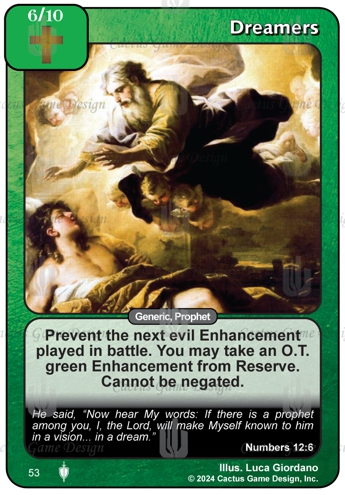 6/10
Dreamers
Cactus Game Design
Generic, Prophet
Prevent the next evil Enhancement
played in battle. You may take an O.T.
green Enhancement from Reserve.
Cannot be negated.
He said, “Now hear My words: If there is a prophet
among you, I, the Lord, will make Myself known to him
in a vision... in a dream.”
Numbers 12:6
Illus. Luca Giordano
53
© 2024 Cactus Game Design, Inc.